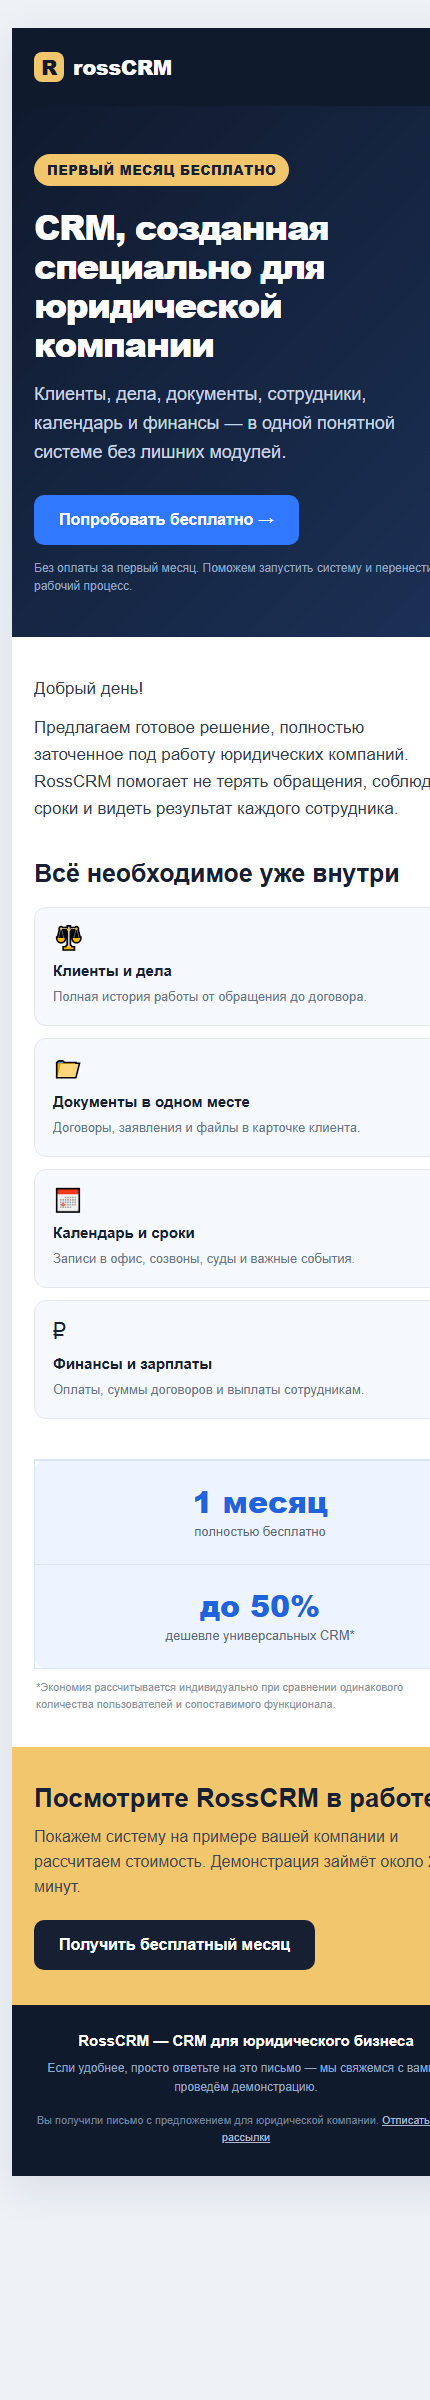 R rossCRM
ПЕРВЫЙ МЕСЯЦ БЕСПЛАТНО
CRM, созданная
специально для
юридической
компании
Клиенты, дела, документы, сотрудники,
календарь и финансы — в одной понятной
системе без лишних модулей.
Попробовать бесплатно →
Без оплаты за первый месяц. Поможем запустить систему и перенести
рабочий процесс.
Добрый день!
Предлагаем готовое решение, полностью
заточенное под работу юридических компаний.
RossCRM помогает не терять обращения, соблюд
сроки и видеть результат каждого сотрудника.
Всё необходимое уже внутри
Клиенты и дела
Полная история работы от обращения до договора.
Документы в одном месте
Договоры, заявления и файлы в карточке клиента.
Календарь и сроки
Записи в офис, созвоны, суды и важные события.
₽
Финансы и зарплаты
Оплаты, суммы договоров и выплаты сотрудникам.
1 месяц
полностью бесплатно
до 50%
дешевле универсальных CRM*
*Экономия рассчитывается индивидуально при сравнении одинакового
количества пользователей и сопоставимого функционала.
Посмотрите RossCRM в работе
Покажем систему на примере вашей компании и
рассчитаем стоимость. Демонстрация займёт около
минут.
Получить бесплатный месяц
RossCRM — CRM для юридического бизнеса
Если удобнее, просто ответьте на это письмо — мы свяжемся с вами
проведём демонстрацию.
Вы получили письмо с предложением для юридической компании. Отписать
рассылки